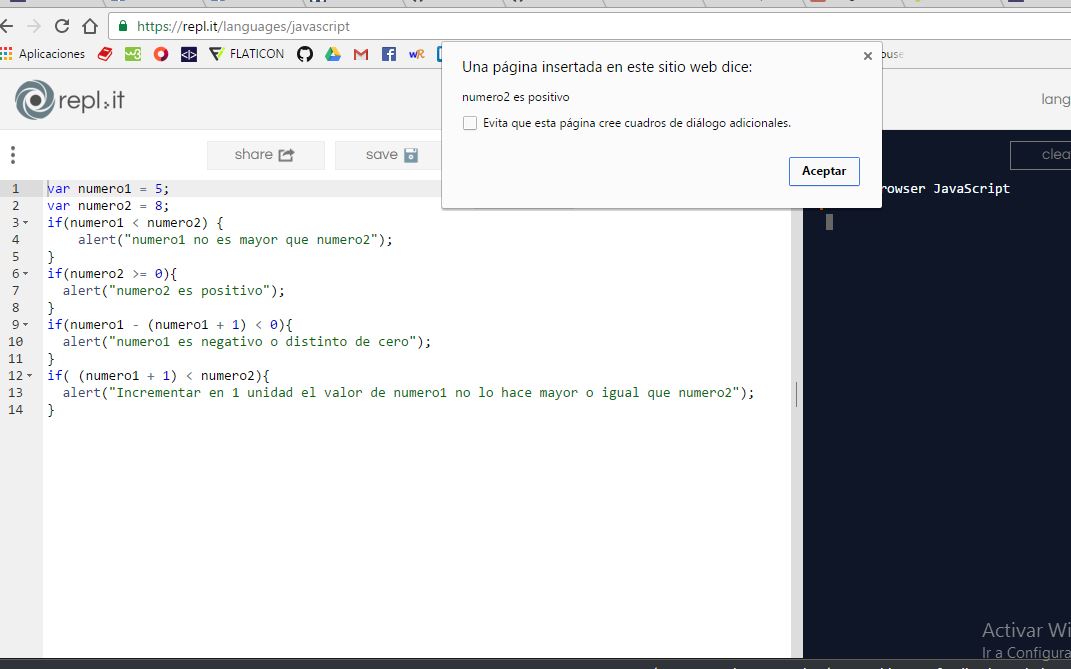 https://repl.it/languages/javascript
Aplicaciones
FLATICON
Una página insertada en este sitio web dice:
numero2 es positivo
Evita que esta página cree cuadros de diálogo adicionales.
Aceptar
repl.it
lang
share
save
clea
rowser JavaScript
1 var numero1 = 5;
2 var numero2 = 8;
3 if(numero1 < numero2) {
4 alert("numero1 no es mayor que numero2");
5 }
6 if(numero2 >= 0){
7 alert("numero2 es positivo");
8 }
9 if(numero1 - (numero1 + 1) < 0){
10 alert("numero1 es negativo o distinto de cero");
11 }
12 if( (numero1 + 1) < numero2){
13 alert("Incrementar en 1 unidad el valor de numero1 no lo hace mayor o igual que numero2");
14 }
Activar Wi
Ir a Configura